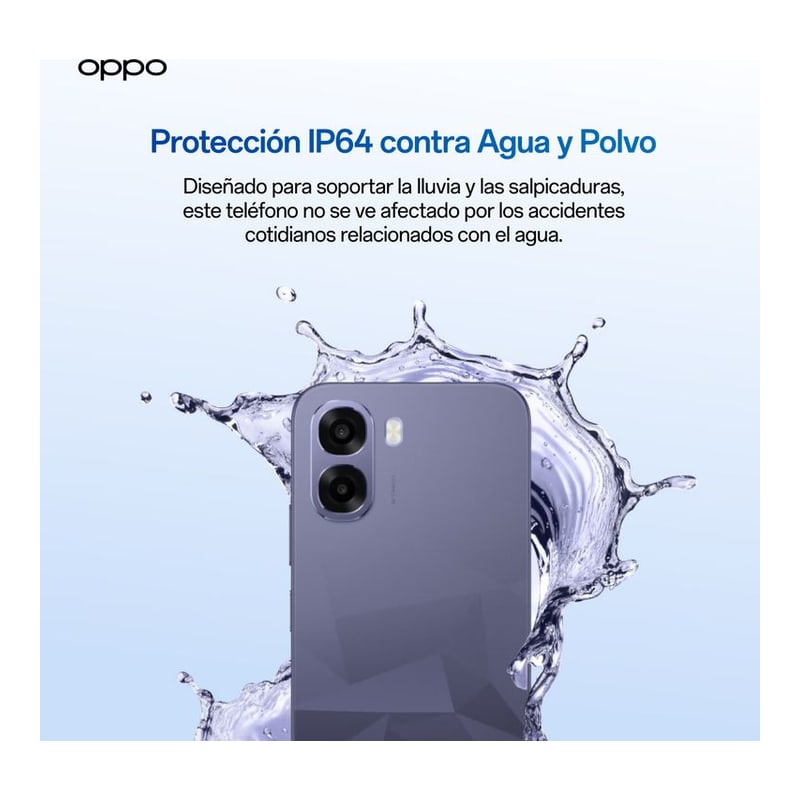 oppo
Protección IP64 contra Agua y Polvo
Diseñado para soportar la lluvia y las salpicaduras,
este teléfono no se ve afectado por los accidentes
cotidianos relacionados con el agua.